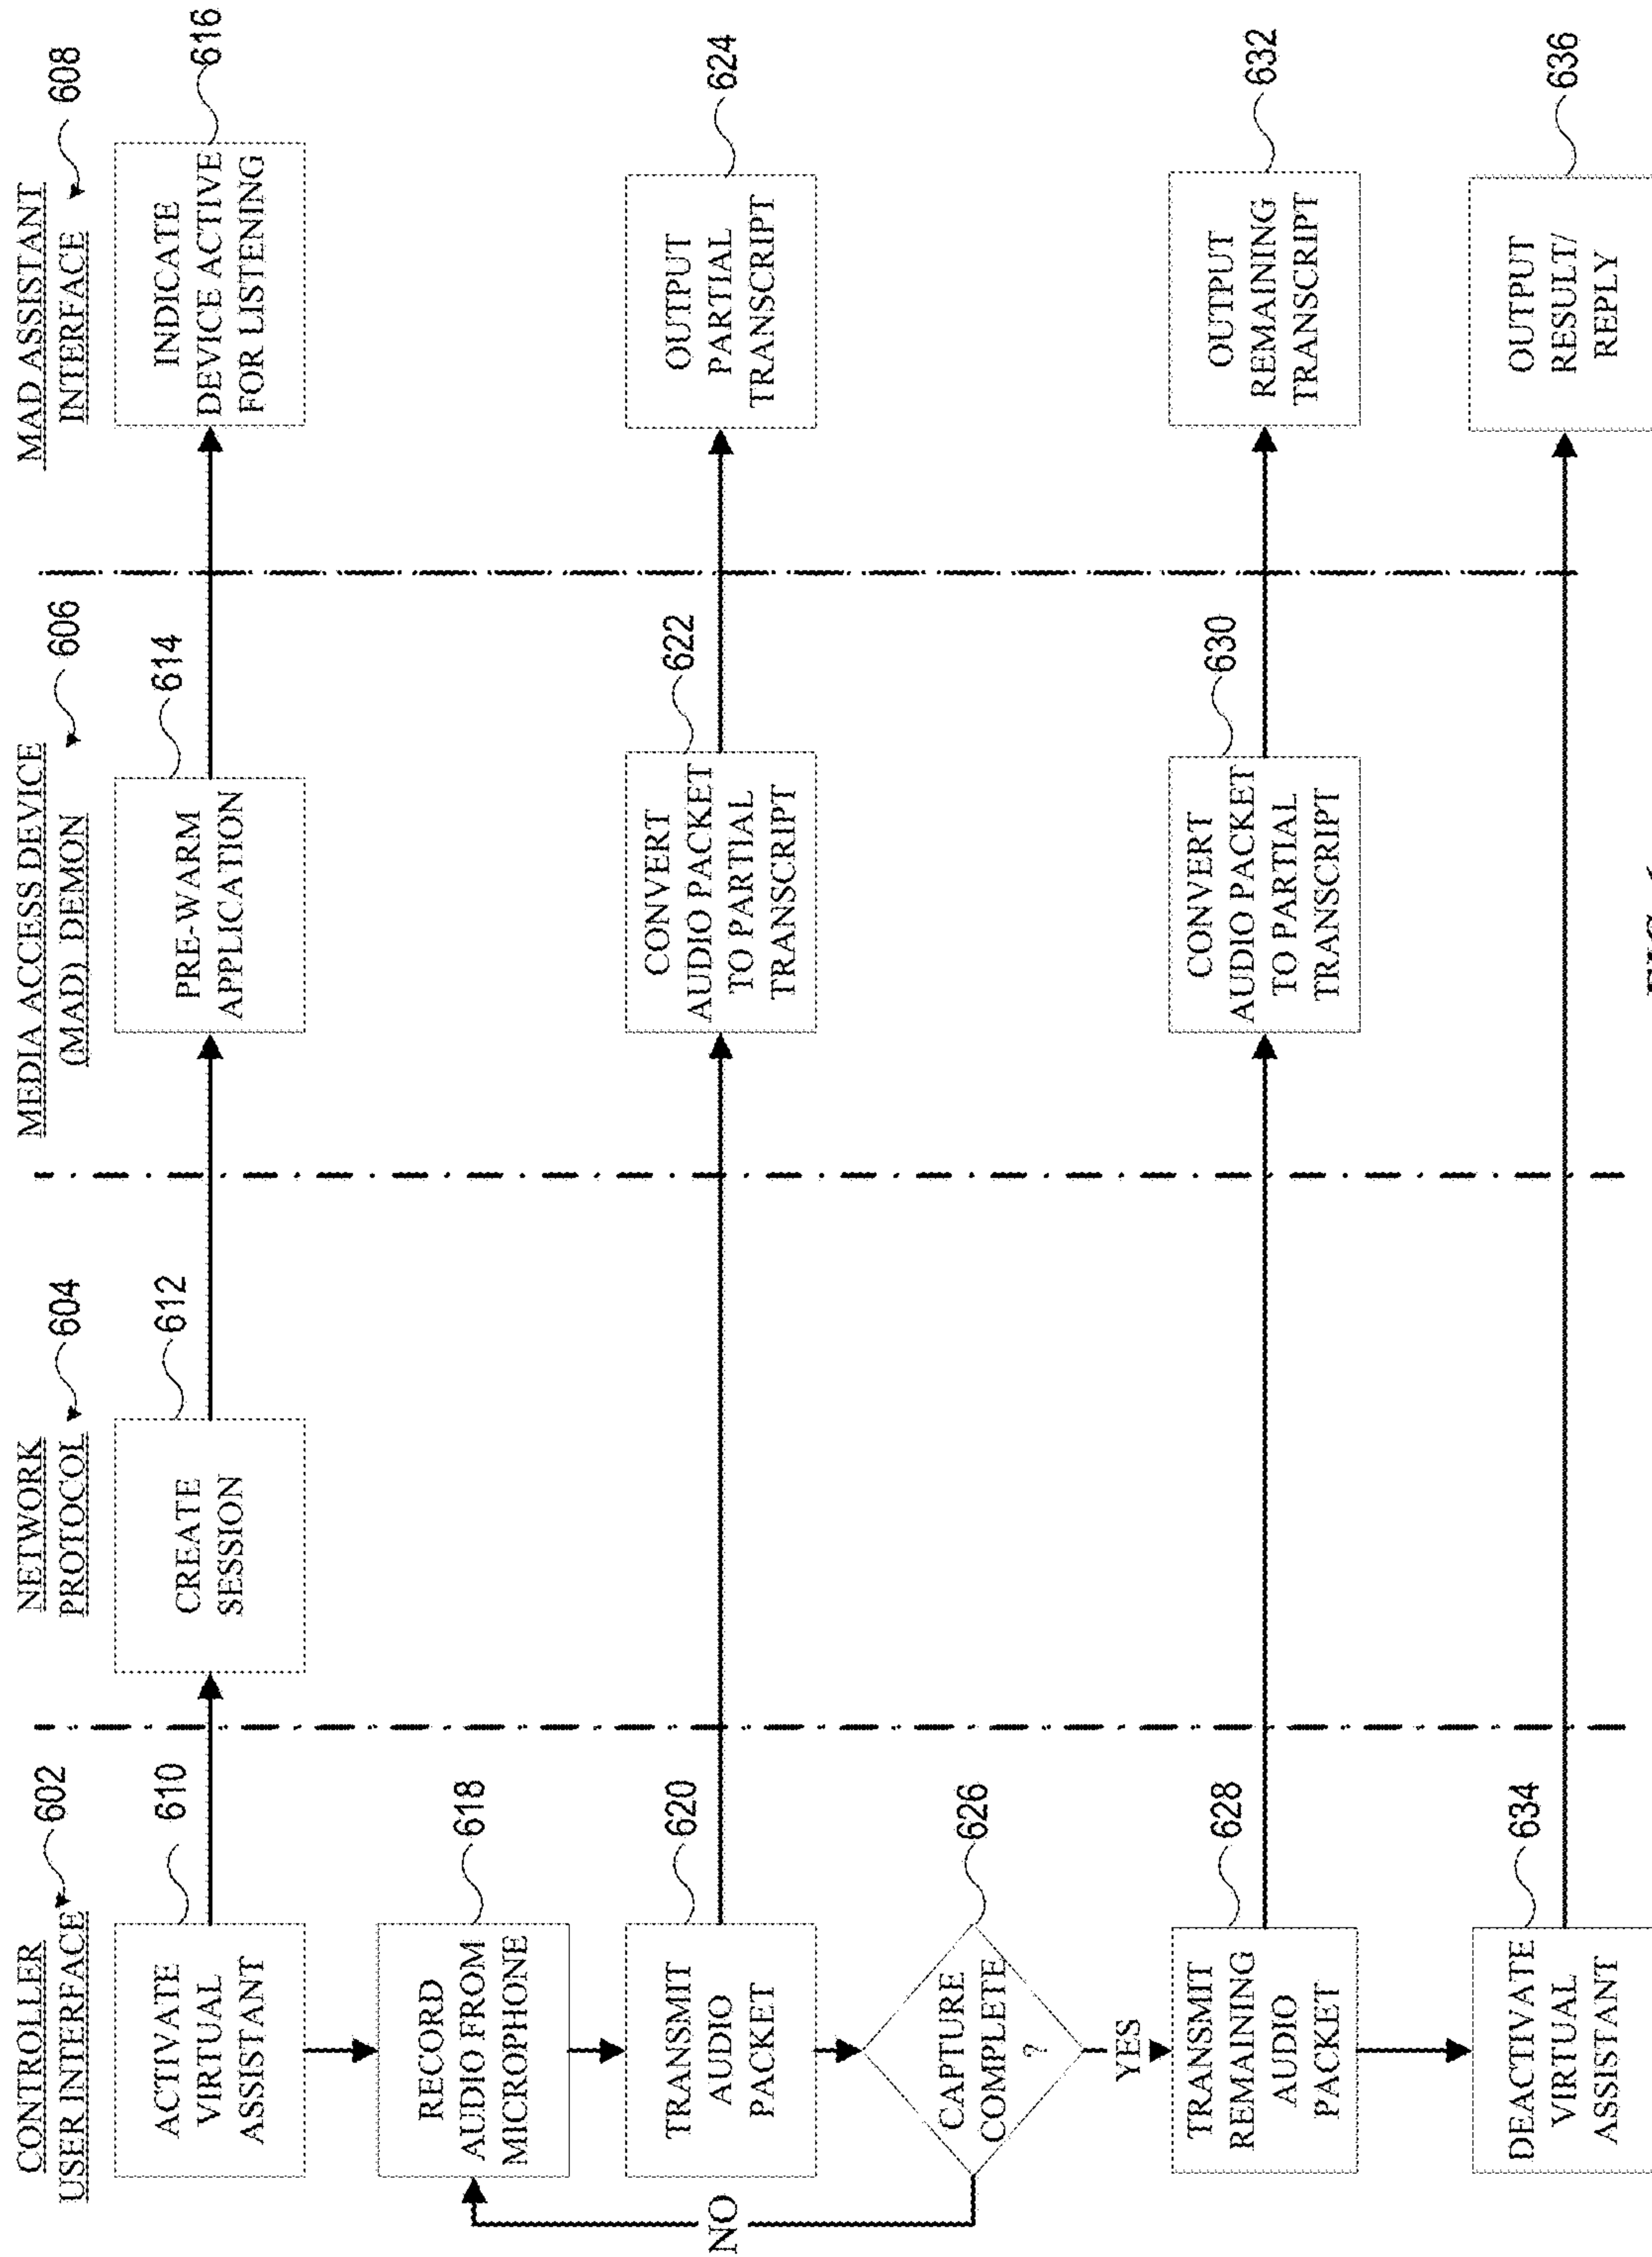 CONTROLLER
USER INTERFACE
602
NETWORK
PROTOCOL
604
MEDIA ACCESS DEVICE
(MAD) DEMON
606
MAD ASSISTANT
INTERFACE
608
ACTIVATE
VIRTUAL
ASSISTANT
610
CREATE
SESSION
612
PRE-WARM
APPLICATION
614
INDICATE
DEVICE ACTIVE
FOR LISTENING
616
RECORD
AUDIO FROM
MICROPHONE
618
TRANSMIT
AUDIO
PACKET
620
CONVERT
AUDIO PACKET
TO PARTIAL
TRANSCRIPT
622
OUTPUT
PARTIAL
TRANSCRIPT
624
NO
CAPTURE
COMPLETE
?
626
YES
TRANSMIT
REMAINING
AUDIO
PACKET
628
CONVERT
AUDIO PACKET
TO PARTIAL
TRANSCRIPT
630
OUTPUT
REMAINING
TRANSCRIPT
632
DEACTIVATE
VIRTUAL
ASSISTANT
634
OUTPUT
RESULT/
REPLY
636